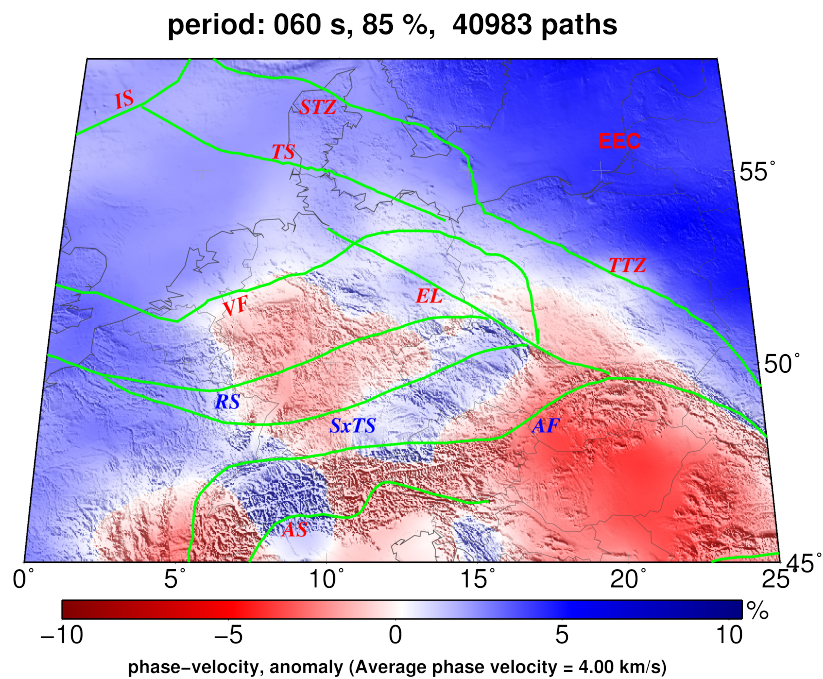 period: 060 s, 85 %, 40983 paths
IS
STZ
TS
EEC
55°
TTZ
VF
EL
50°
RS
SxTS
AF
AS
45°
0° 5° 10° 15° 20° 25°
%
−10 −5 0 5 10
phase−velocity, anomaly (Average phase velocity = 4.00 km/s)